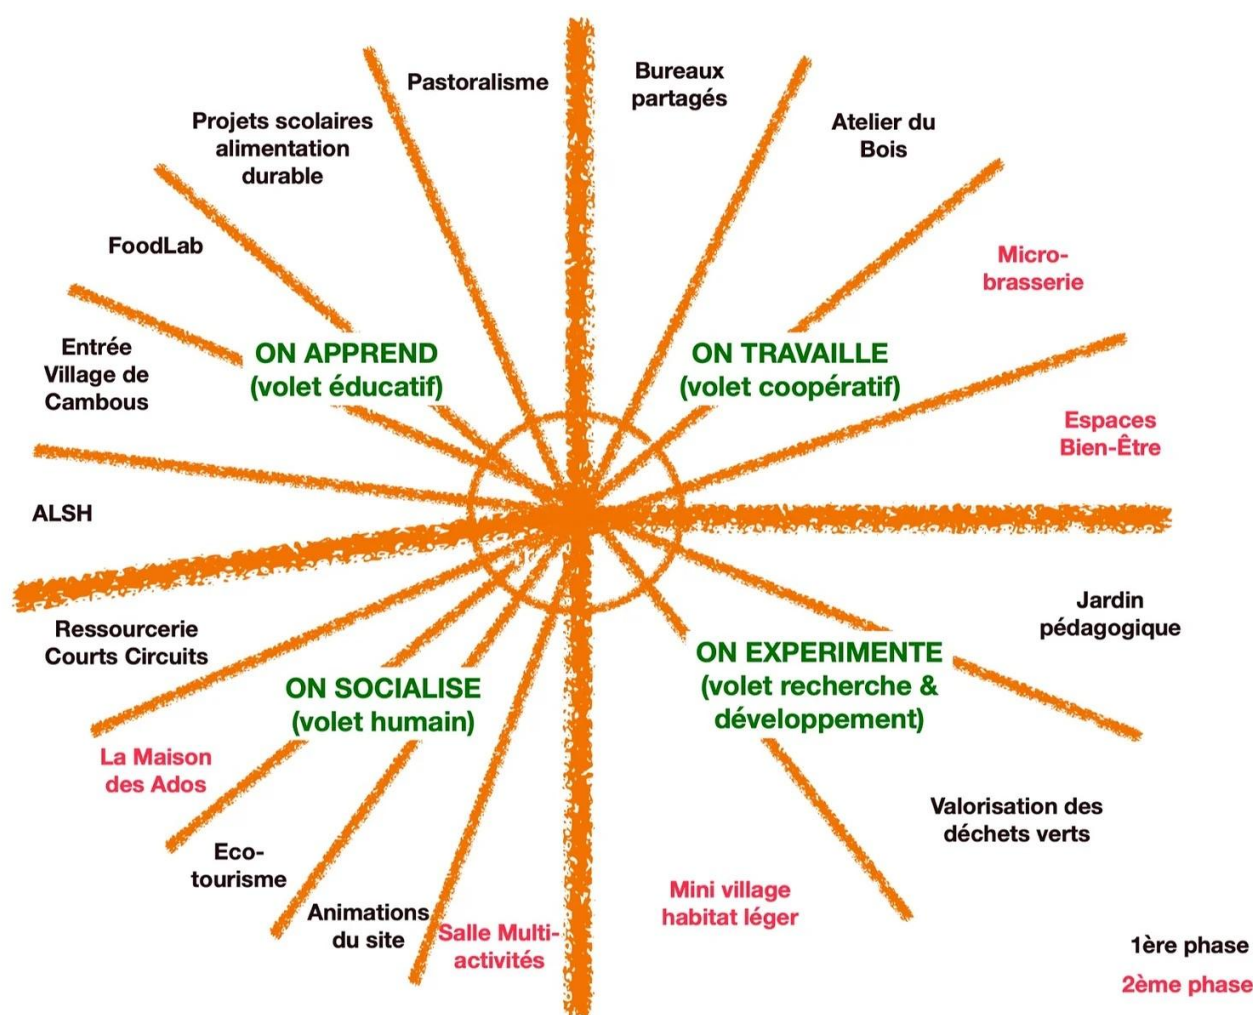 Pastoralisme
Bureaux
partagés
Projets scolaires
alimentation
durable
Atelier du
Bois
FoodLab
Micro-
brasserie
Entrée
Village de
Cambous
ON APPREND
(volet éducatif)
ON TRAVAILLE
(volet coopératif)
Espaces
Bien-Être
ALSH
Jardin
pédagogique
Ressourcerie
Courts Circuits
ON SOCIALISE
(volet humain)
ON EXPERIMENTE
(volet recherche &
développement)
La Maison
des Ados
Valorisation des
déchets verts
Eco-
tourisme
Animations
du site
Salle Multi-
activités
Mini village
habitat léger
1ère phase
2ème phase